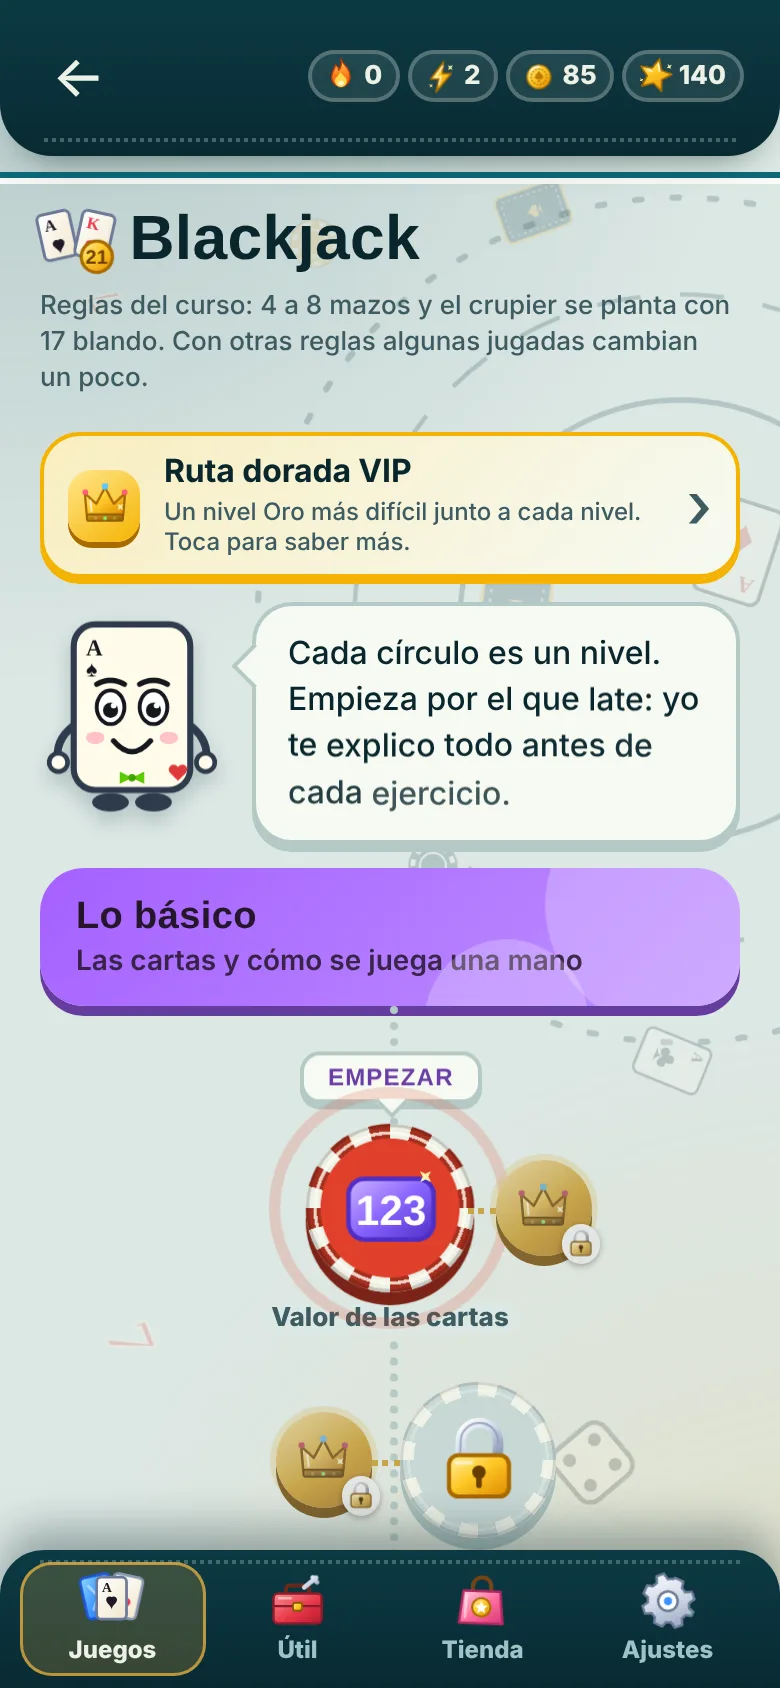 0
2
85
140
A
K
21
Blackjack
Reglas del curso: 4 a 8 mazos y el crupier se planta con
17 blando. Con otras reglas algunas jugadas cambian
un poco.
Ruta dorada VIP
Un nivel Oro más difícil junto a cada nivel.
Toca para saber más.
A
A
Cada círculo es un nivel.
Empieza por el que late: yo
te explico todo antes de
cada ejercicio.
Lo básico
Las cartas y cómo se juega una mano
A
EMPEZAR
123
Valor de las cartas
A
Juegos
Útil
Tienda
Ajustes